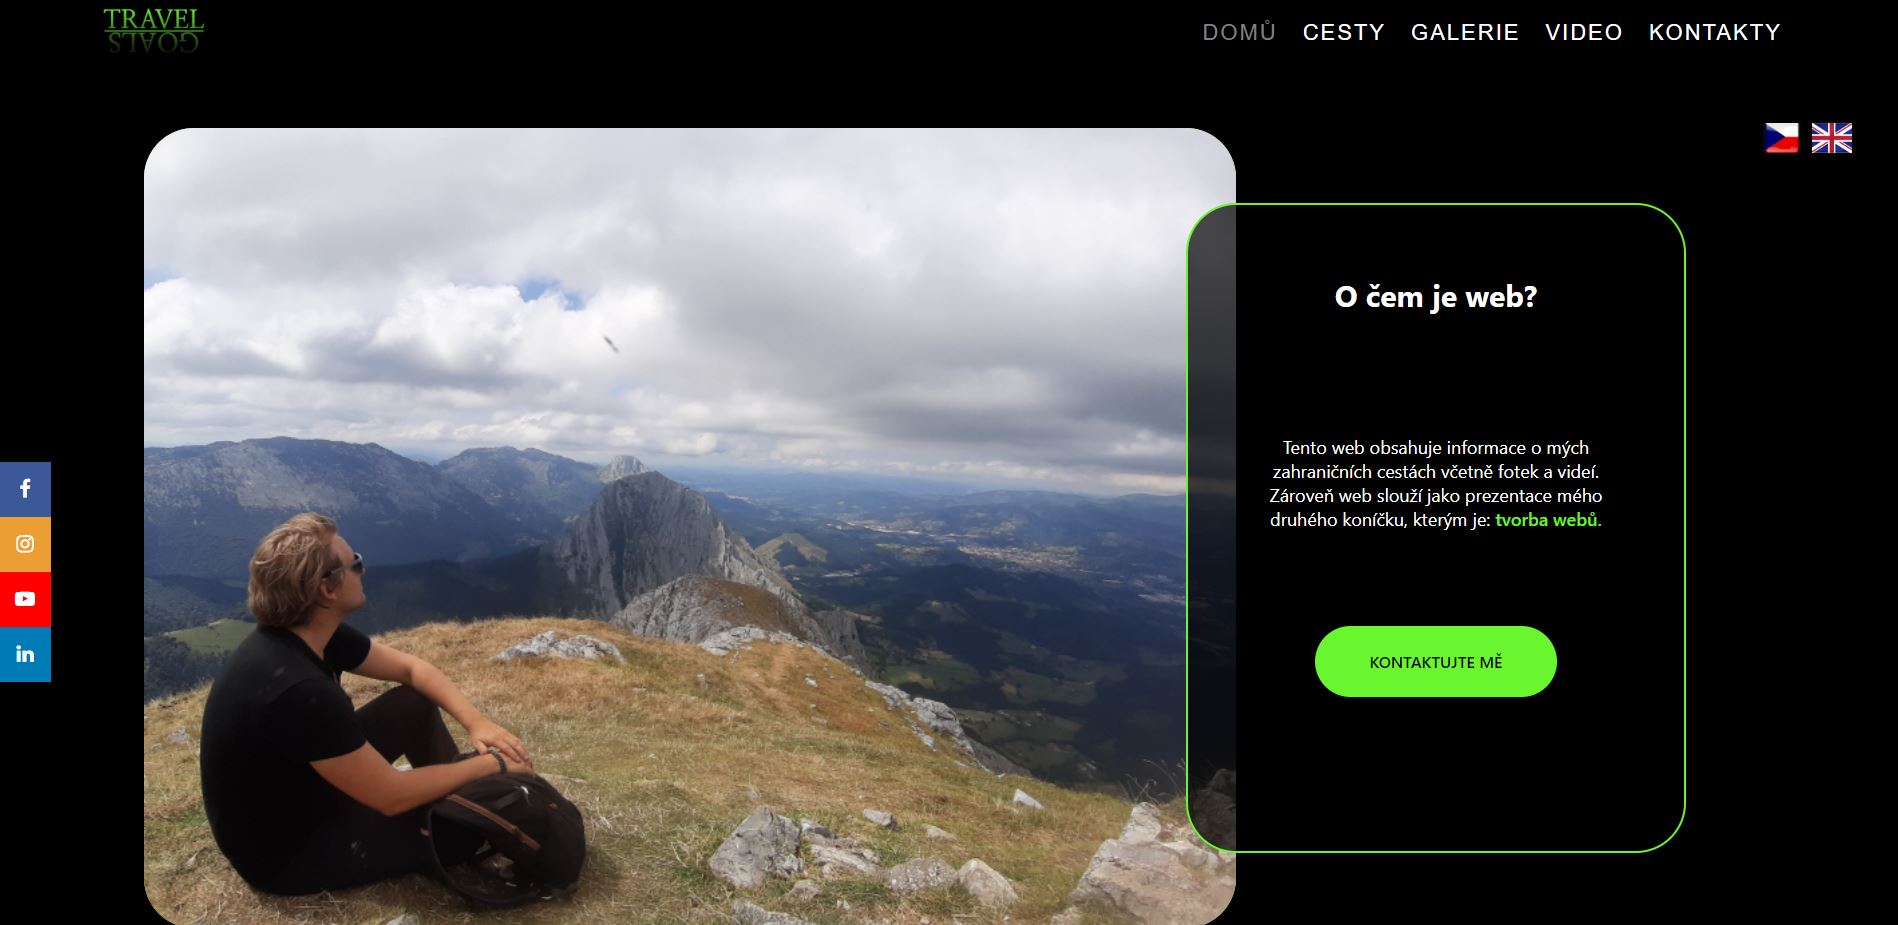 TRAVEL
GOALS
DOMŮ CESTY GALERIE VIDEO KONTAKTY
O čem je web?
Tento web obsahuje informace o mých
zahraničních cestách včetně fotek a videí.
Zároveň web slouží jako prezentace mého
druhého koníčku, kterým je: tvorba webů.
KONTAKTUJTE MĚ